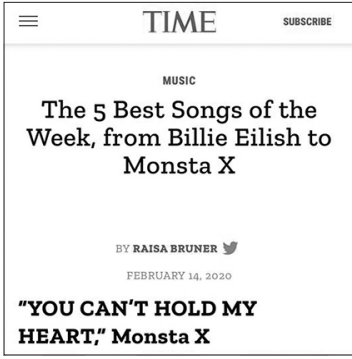 TIME
SUBSCRIBE
MUSIC
The 5 Best Songs of the
Week, from Billie Eilish to
Monsta X
BY RAISA BRUNER
FEBRUARY 14, 2020
"YOU CAN'T HOLD MY
HEART," Monsta X